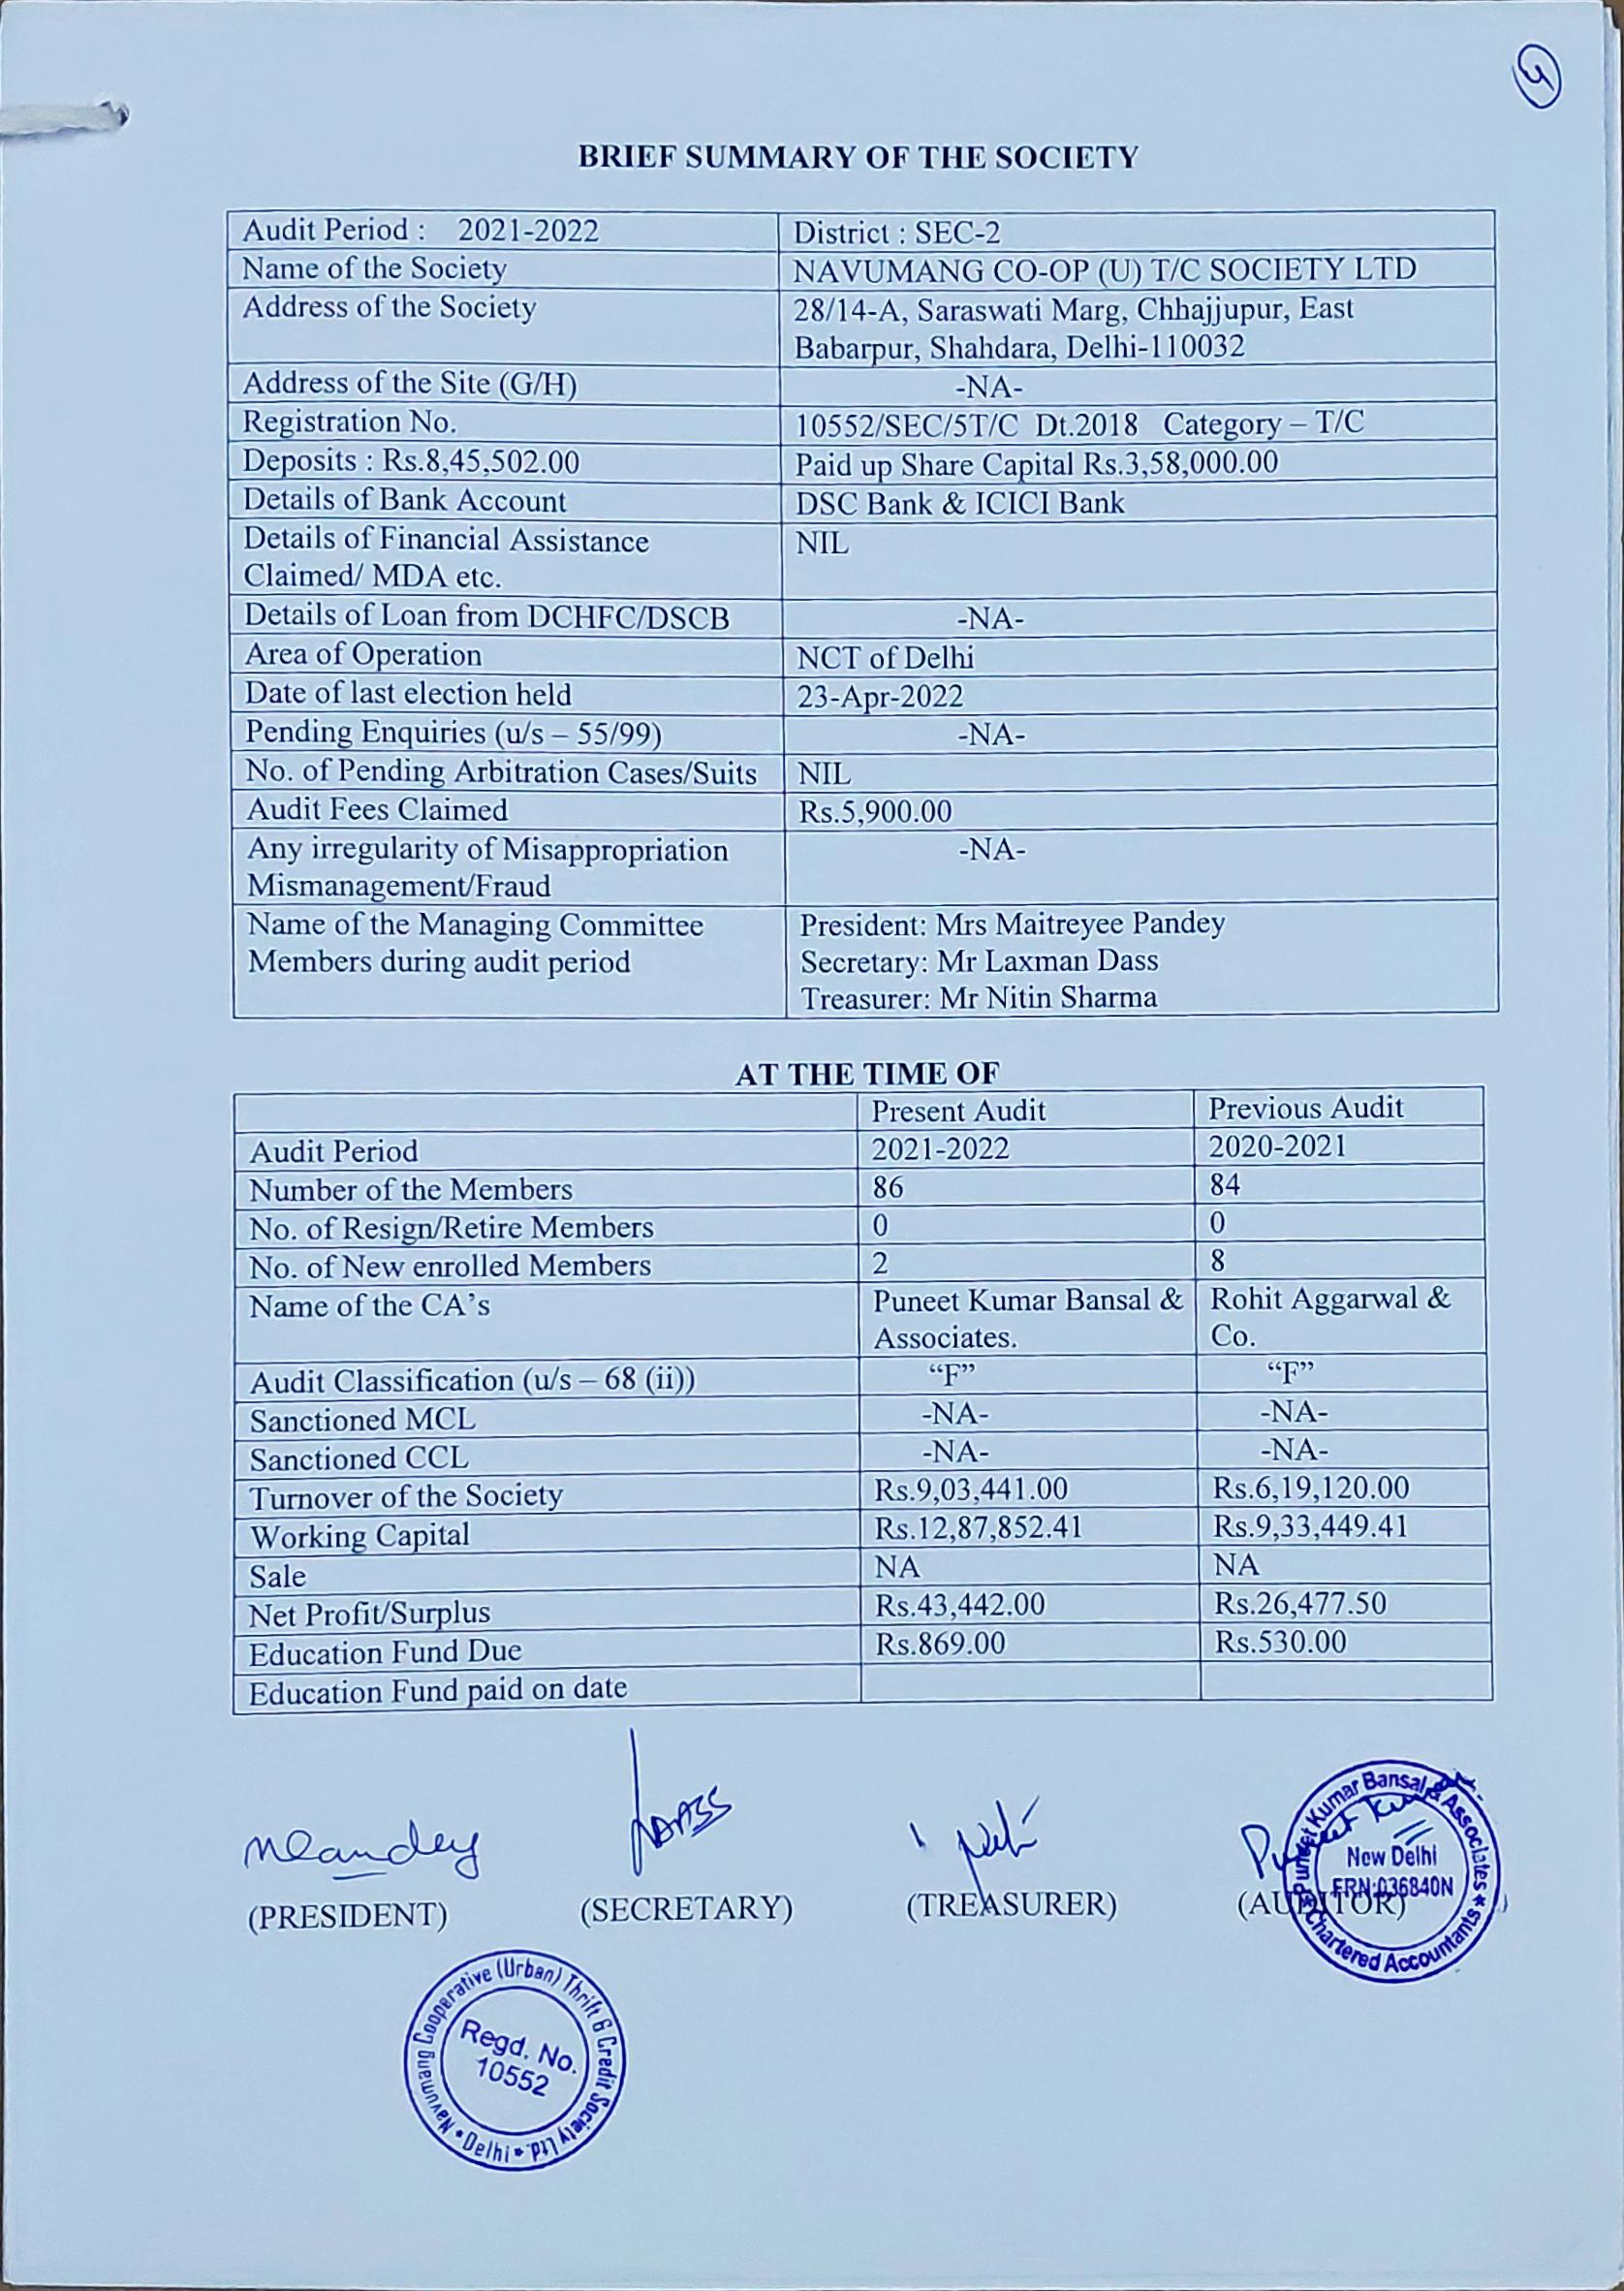 BRIEF SUMMARY OF THE SOCIETY
Audit Period : 2021-2022 District : SEC-2
Name of the Society NAVUMANG CO-OP (U) T/C SOCIETY LTD
Address of the Society 28/14-A, Saraswati Marg, Chhajjupur, East
Babarpur, Shahdara, Delhi-110032
Address of the Site (G/H) -NA-
Registration No. 10552/SEC/5T/C Dt.2018 Category – T/C
Deposits : Rs.8,45,502.00 Paid up Share Capital Rs.3,58,000.00
Details of Bank Account DSC Bank & ICICI Bank
Details of Financial Assistance NIL
Claimed/ MDA etc.
Details of Loan from DCHFC/DSCB -NA-
Area of Operation NCT of Delhi
Date of last election held 23-Apr-2022
Pending Enquiries (u/s – 55/99) -NA-
No. of Pending Arbitration Cases/Suits NIL
Audit Fees Claimed Rs.5,900.00
Any irregularity of Misappropriation -NA-
Mismanagement/Fraud
Name of the Managing Committee President: Mrs Maitreyee Pandey
Members during audit period Secretary: Mr Laxman Dass
Treasurer: Mr Nitin Sharma
AT THE TIME OF
Present Audit Previous Audit
Audit Period 2021-2022 2020-2021
Number of the Members 86 84
No. of Resign/Retire Members 0 0
No. of New enrolled Members 2 8
Name of the CA’s Puneet Kumar Bansal & Rohit Aggarwal &
Associates. Co.
Audit Classification (u/s – 68 (ii)) “F” “F”
Sanctioned MCL -NA- -NA-
Sanctioned CCL -NA- -NA-
Turnover of the Society Rs.9,03,441.00 Rs.6,19,120.00
Working Capital Rs.12,87,852.41 Rs.9,33,449.41
Sale NA NA
Net Profit/Surplus Rs.43,442.00 Rs.26,477.50
Education Fund Due Rs.869.00 Rs.530.00
Education Fund paid on date
(PRESIDENT) (SECRETARY) (TREASURER) (AUDITOR)
Puneet Kumar Bansal & Associates
New Delhi
FRN:036840N
Chartered Accountants
Navumang Cooperative (Urban) Thrift & Credit Society Ltd.
Regd. No.
10552
Delhi